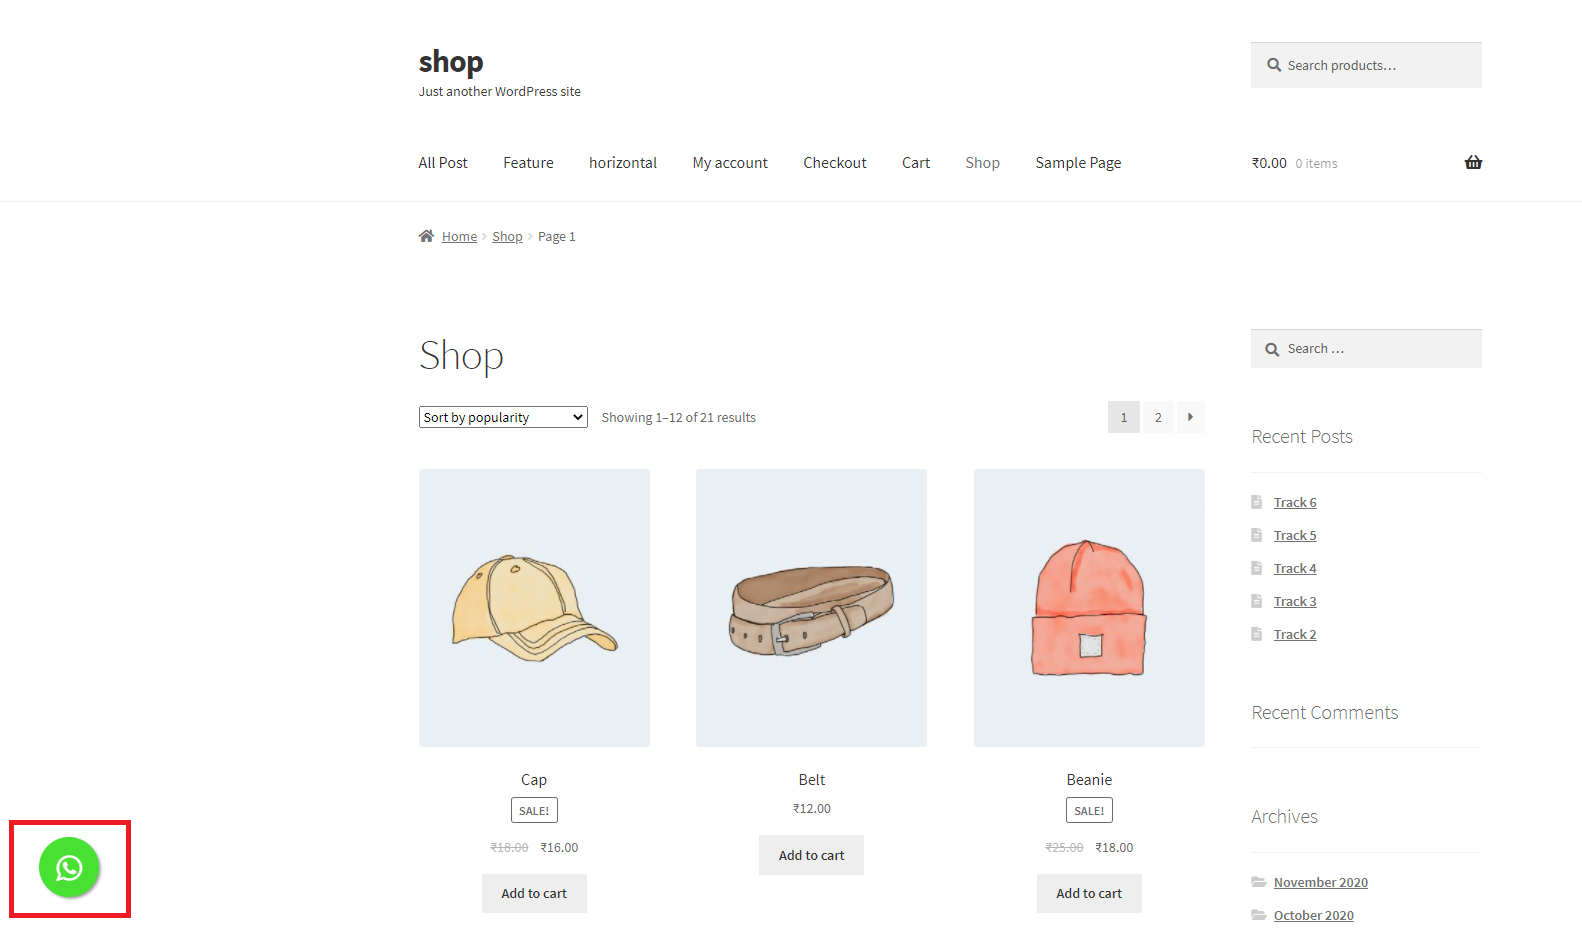 shop
Just another WordPress site
Search products…
All Post Feature horizontal My account Checkout Cart Shop Sample Page
₹0.00 0 items
Home Shop Page 1
Shop
Sort by popularity Showing 1–12 of 21 results
1 2
Cap
SALE!
₹18.00 ₹16.00
Add to cart
Belt
₹12.00
Add to cart
Beanie
SALE!
₹25.00 ₹18.00
Add to cart
Search …
Recent Posts
Track 6
Track 5
Track 4
Track 3
Track 2
Recent Comments
Archives
November 2020
October 2020